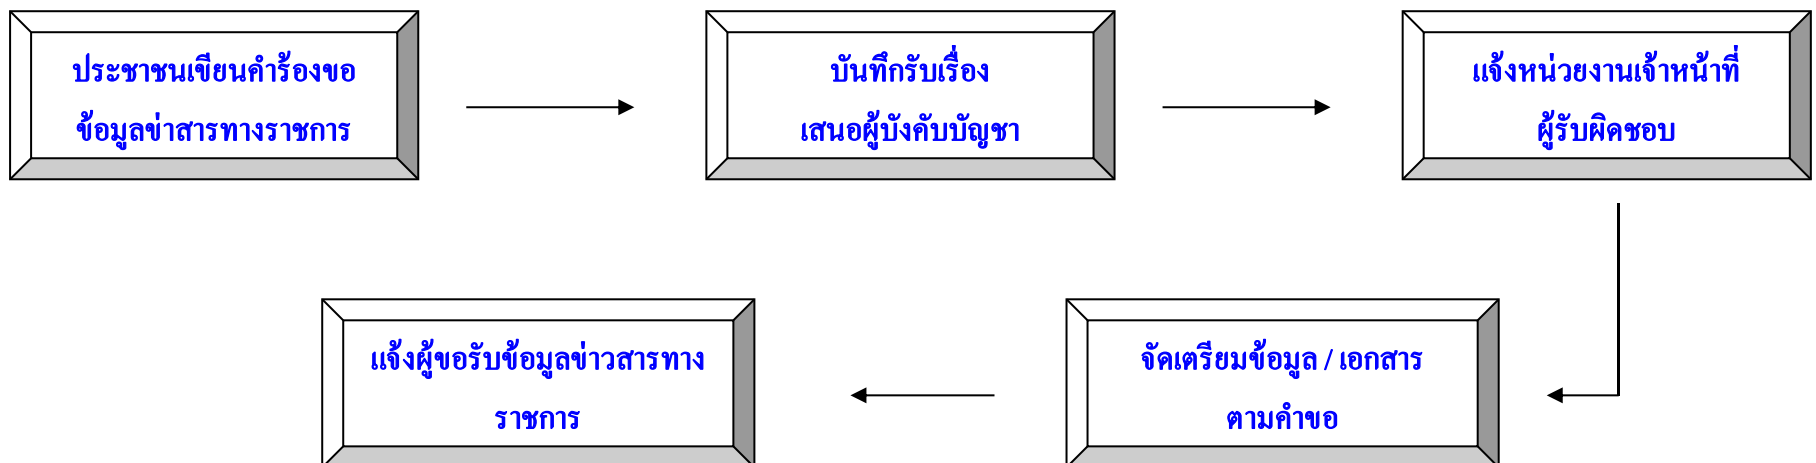 ประชาชนเขียนคำร้องขอ
ข้อมูลข่าสารทางราชการ
บันทึกรับเรื่อง
เสนอผู้บังคับบัญชา
แจ้งหน่วยงานเจ้าหน้าที่
ผู้รับผิดชอบ
จัดเตรียมข้อมูล / เอกสาร
ตามคำขอ
แจ้งผู้ขอรับข้อมูลข่าวสารทาง
ราชการ